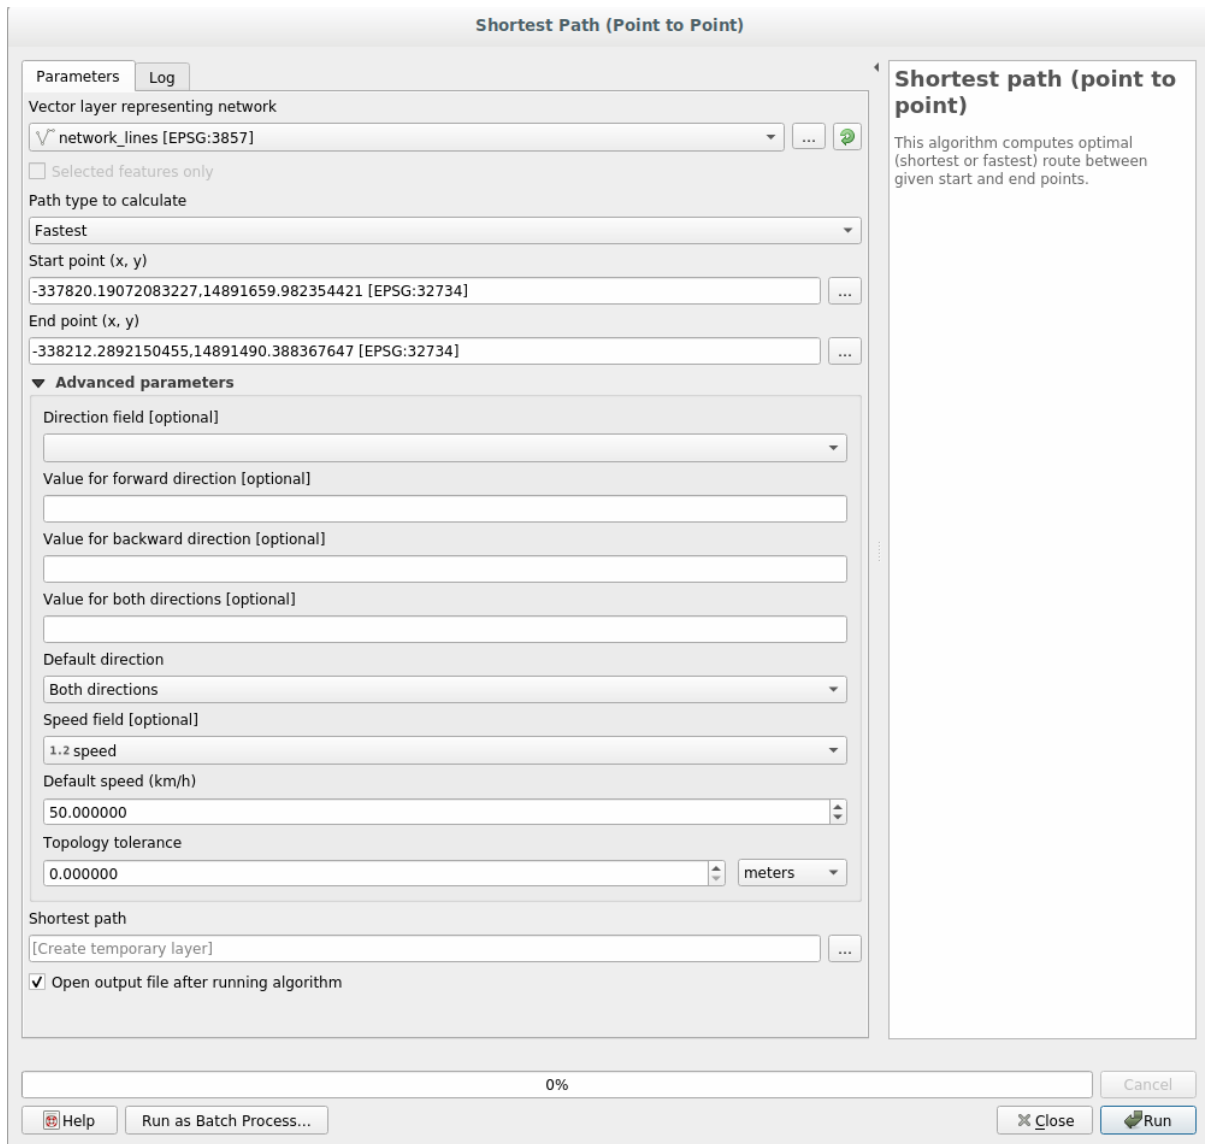 Shortest Path (Point to Point)
Parameters
Log
Vector layer representing network
network_lines [EPSG:3857]
...
Selected features only
Path type to calculate
Fastest
Start point (x, y)
-337820.19072083227,14891659.982354421 [EPSG:32734]
...
End point (x, y)
-338212.2892150455,14891490.388367647 [EPSG:32734]
...
Advanced parameters
Direction field [optional]
Value for forward direction [optional]
Value for backward direction [optional]
Value for both directions [optional]
Default direction
Both directions
Speed field [optional]
1.2 speed
Default speed (km/h)
50.000000
Topology tolerance
0.000000
meters
Shortest path
[Create temporary layer]
...
Open output file after running algorithm
Shortest path (point to
point)
This algorithm computes optimal
(shortest or fastest) route between
given start and end points.
0%
Cancel
Help
Run as Batch Process...
Close
Run